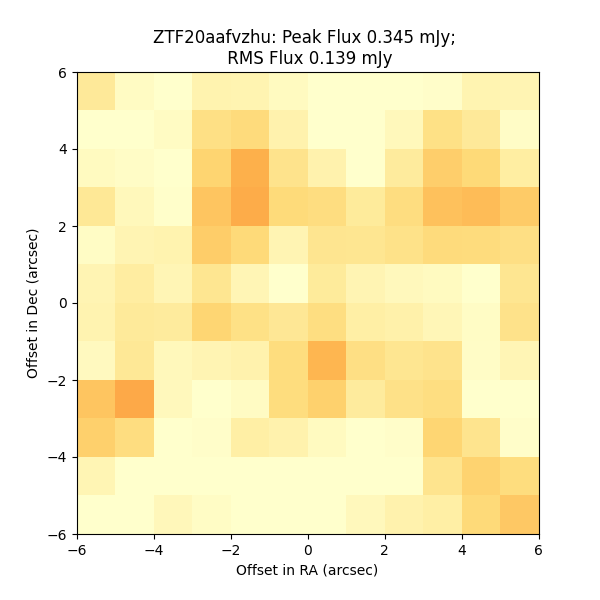 ZTF20aafvzhu: Peak Flux 0.345 mJy;
RMS Flux 0.139 mJy
6
4
2
0
−2
−4
−6
Offset in Dec (arcsec)
−6 −4 −2 0 2 4 6
Offset in RA (arcsec)